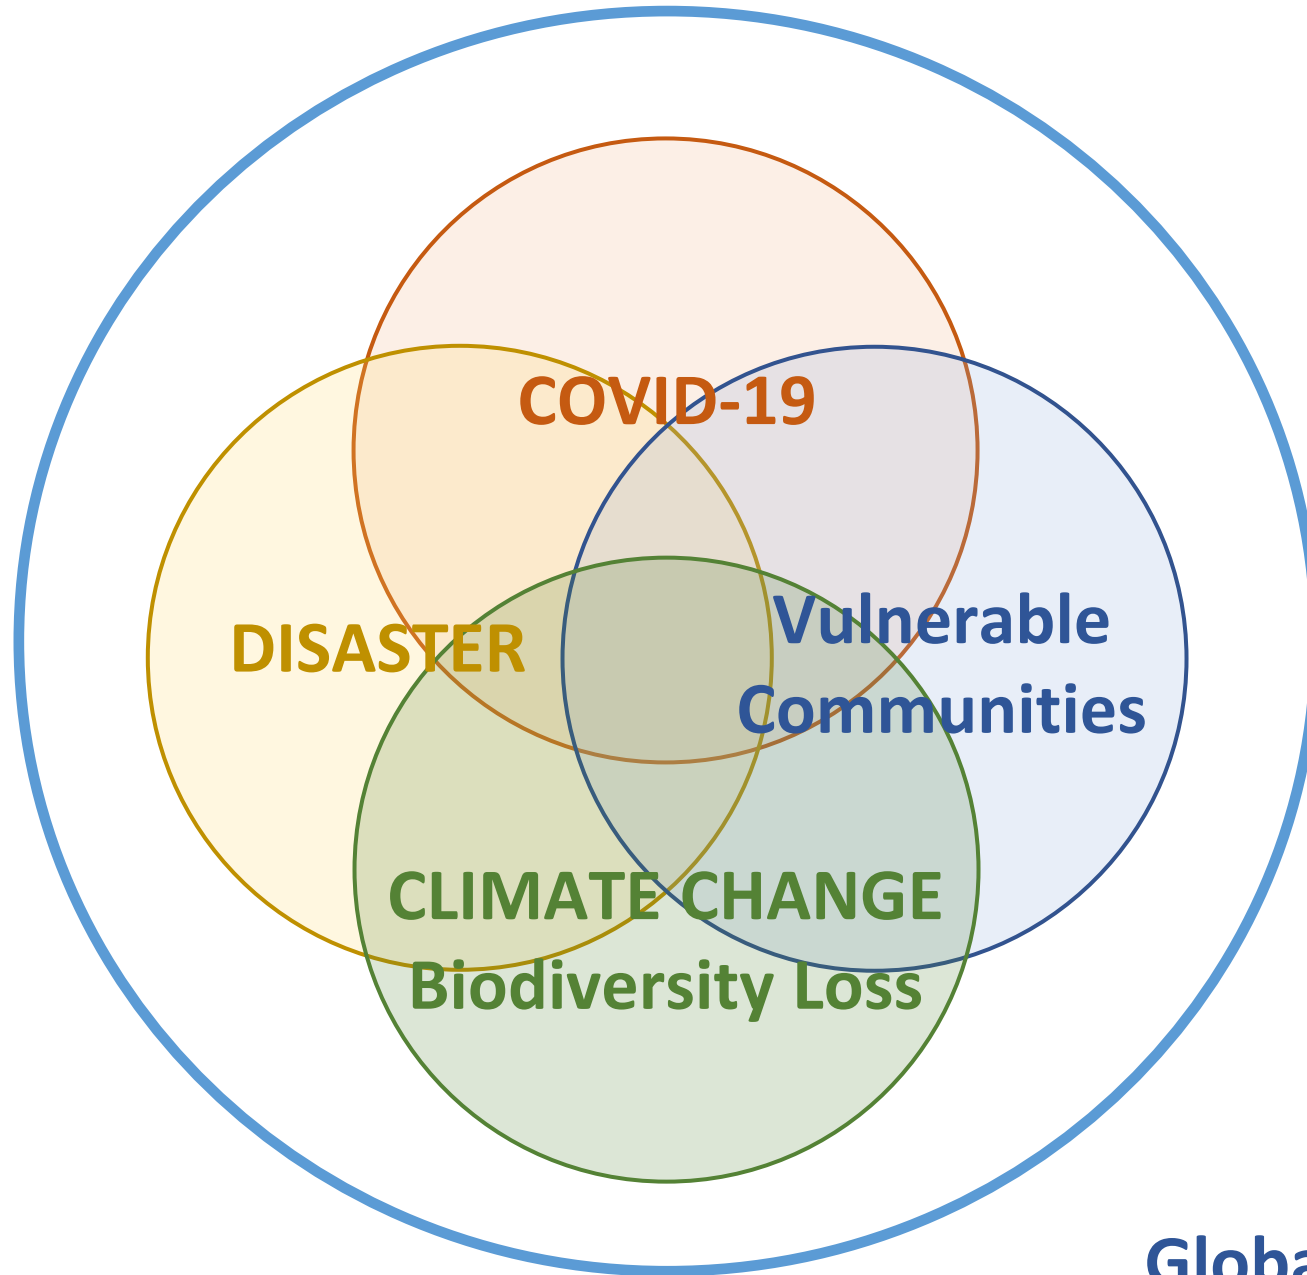 COVID-19
DISASTER
Vulnerable
Communities
CLIMATE CHANGE
Biodiversity Loss